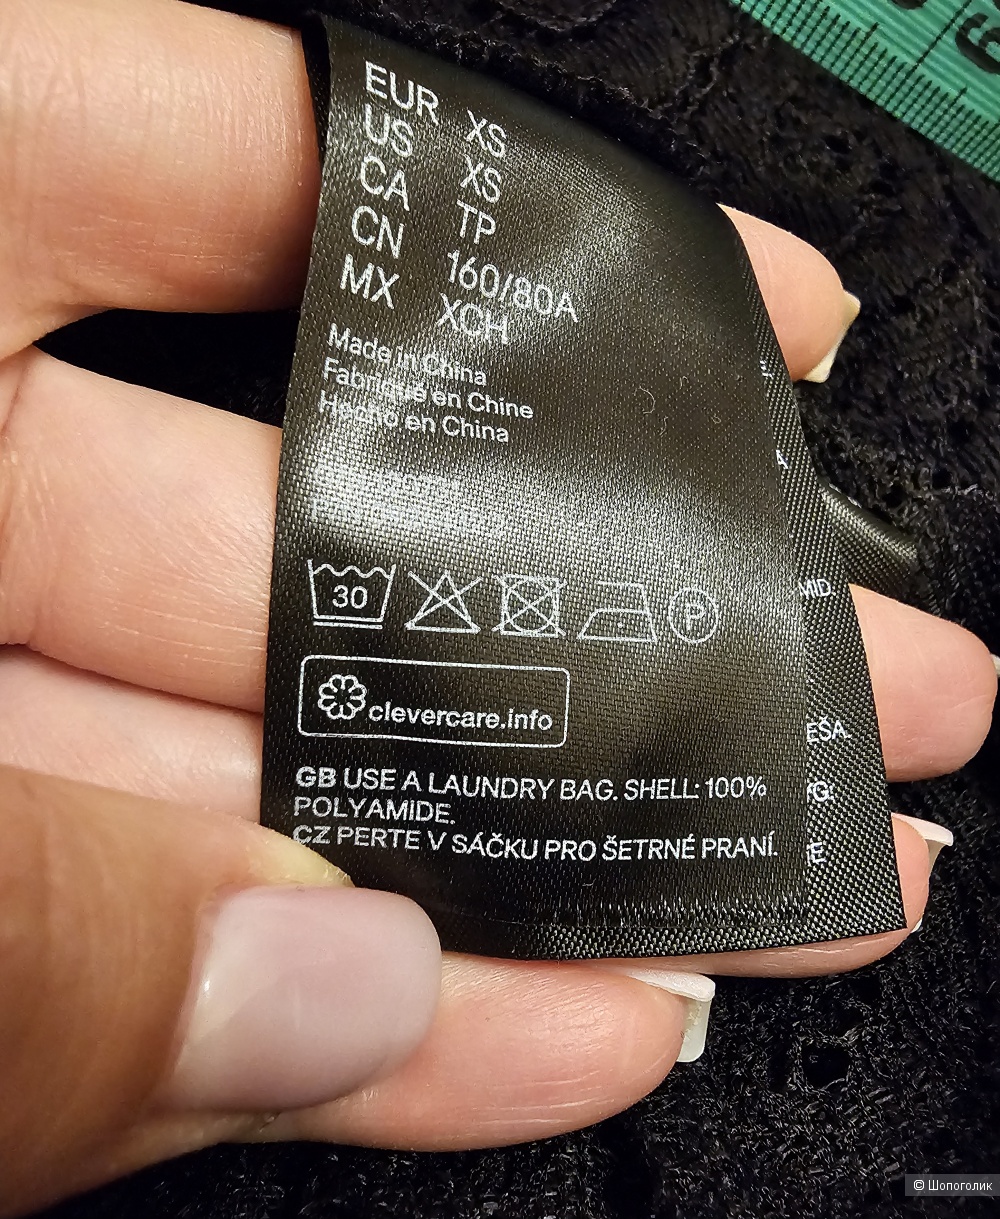 EUR XS
US XS
CA TP
CN 160/80A
MX XCH
Made in China
Fabriqué en Chine
Hecho en China
30
P
clevercare.info
GB USE A LAUNDRY BAG. SHELL: 100%
POLYAMIDE.
CZ PERTE V SÁČKU PRO ŠETRNÉ PRANÍ.
© Шопоголик